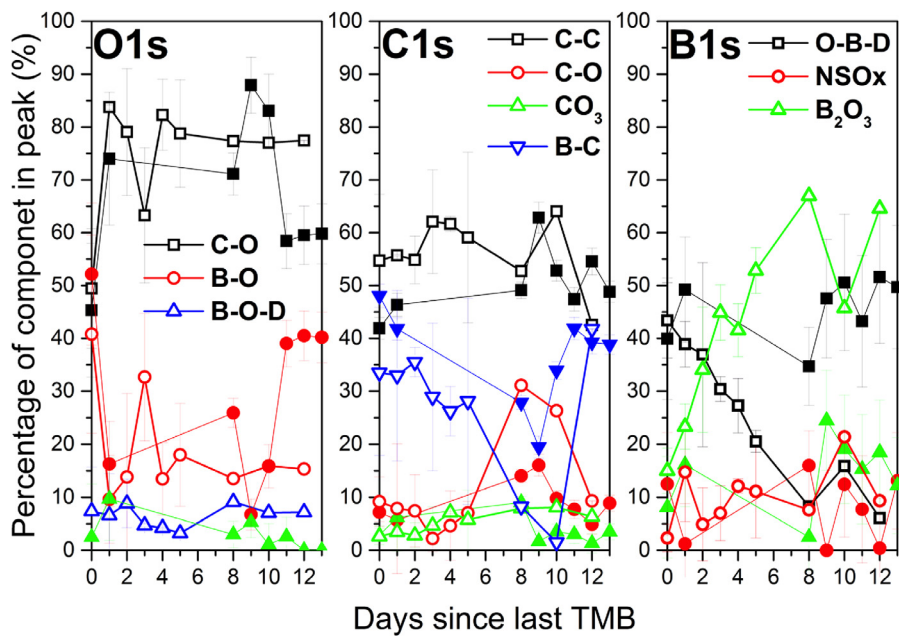 Percentage of componet in peak (%)
O1s
C-O
B-O
B-O-D
100
90
80
70
60
50
40
30
20
10
0
0 2 4 6 8 10 12
C1s
C-C
C-O
CO₃
B-C
100
90
80
70
60
50
40
30
20
10
0
0 2 4 6 8 10 12
B1s
O-B-D
NSOx
B₂O₃
100
90
80
70
60
50
40
30
20
10
0
0 2 4 6 8 10 12
Days since last TMB